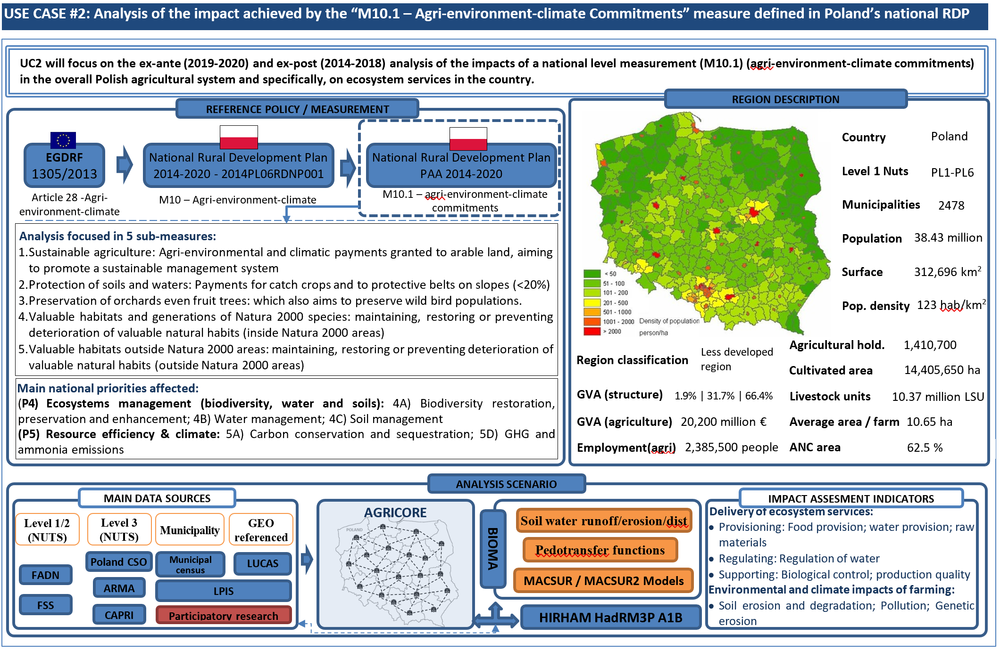 USE CASE #2: Analysis of the impact achieved by the “M10.1 – Agri-environment-climate Commitments” measure defined in Poland’s national RDP
UC2 will focus on the ex-ante (2019-2020) and ex-post (2014-2018) analysis of the impacts of a national level measurement (M10.1) (agri-environment-climate commitments)
in the overall Polish agricultural system and specifically, on ecosystem services in the country.
REFERENCE POLICY / MEASUREMENT
EGDRF
1305/2013
Article 28 -Agri-
environment-climate
National Rural Development Plan
2014-2020 - 2014PL06RDNP001
M10 – Agri-environment-climate
National Rural Development Plan
PAA 2014-2020
M10.1 – agri-environment-climate
commitments
Analysis focused in 5 sub-measures:
1.Sustainable agriculture: Agri-environmental and climatic payments granted to arable land, aiming
to promote a sustainable management system
2.Protection of soils and waters: Payments for catch crops and to protective belts on slopes (<20%)
3.Preservation of orchards even fruit trees: which also aims to preserve wild bird populations.
4.Valuable habitats and generations of Natura 2000 species: maintaining, restoring or preventing
deterioration of valuable natural habits (inside Natura 2000 areas)
5.Valuable habitats outside Natura 2000 areas: maintaining, restoring or preventing deterioration of
valuable natural habits (outside Natura 2000 areas)
Main national priorities affected:
(P4) Ecosystems management (biodiversity, water and soils): 4A) Biodiversity restoration,
preservation and enhancement; 4B) Water management; 4C) Soil management
(P5) Resource efficiency & climate: 5A) Carbon conservation and sequestration; 5D) GHG and
ammonia emissions
REGION DESCRIPTION
< 50
51 - 100
101 - 200
201 - 500
501 - 1000
1001 - 2000
> 2000
Density of population
person/ha
Country Poland
Level 1 Nuts PL1-PL6
Municipalities 2478
Population 38.43 million
Surface 312,696 km²
Pop. density 123 hab/km²
Region classification Less developed
region
GVA (structure) 1.9% | 31.7% | 66.4%
GVA (agriculture) 20,200 million €
Employment(agri) 2,385,500 people
Agricultural hold. 1,410,700
Cultivated area 14,405,650 ha
Livestock units 10.37 million LSU
Average area / farm 10.65 ha
ANC area 62.5 %
ANALYSIS SCENARIO
MAIN DATA SOURCES
Level 1/2
(NUTS)
FADN
FSS
Level 3
(NUTS)
Poland CSO
ARMA
CAPRI
Municipality
Municipal
census
GEO
referenced
LUCAS
LPIS
Participatory research
AGRICORE
POLAND
BIOMA
Soil water runoff/erosion/dist
Pedotransfer functions
MACSUR / MACSUR2 Models
HIRHAM HadRM3P A1B
IMPACT ASSESMENT INDICATORS
Delivery of ecosystem services:
• Provisioning: Food provision; water provision; raw
materials
• Regulating: Regulation of water
• Supporting: Biological control; production quality
Environmental and climate impacts of farming:
• Soil erosion and degradation; Pollution; Genetic
erosion